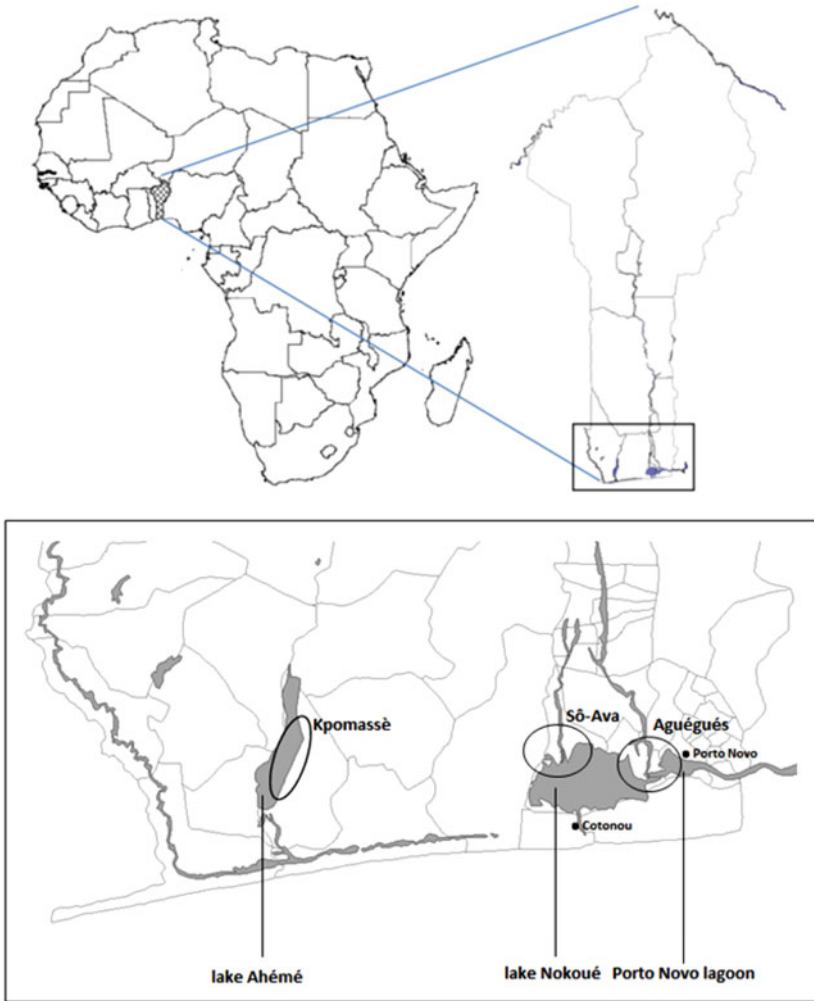 Kpomassè
Sô-Ava
Aguégués
Porto Novo
Cotonou
lake Ahémé
lake Nokoué
Porto Novo lagoon